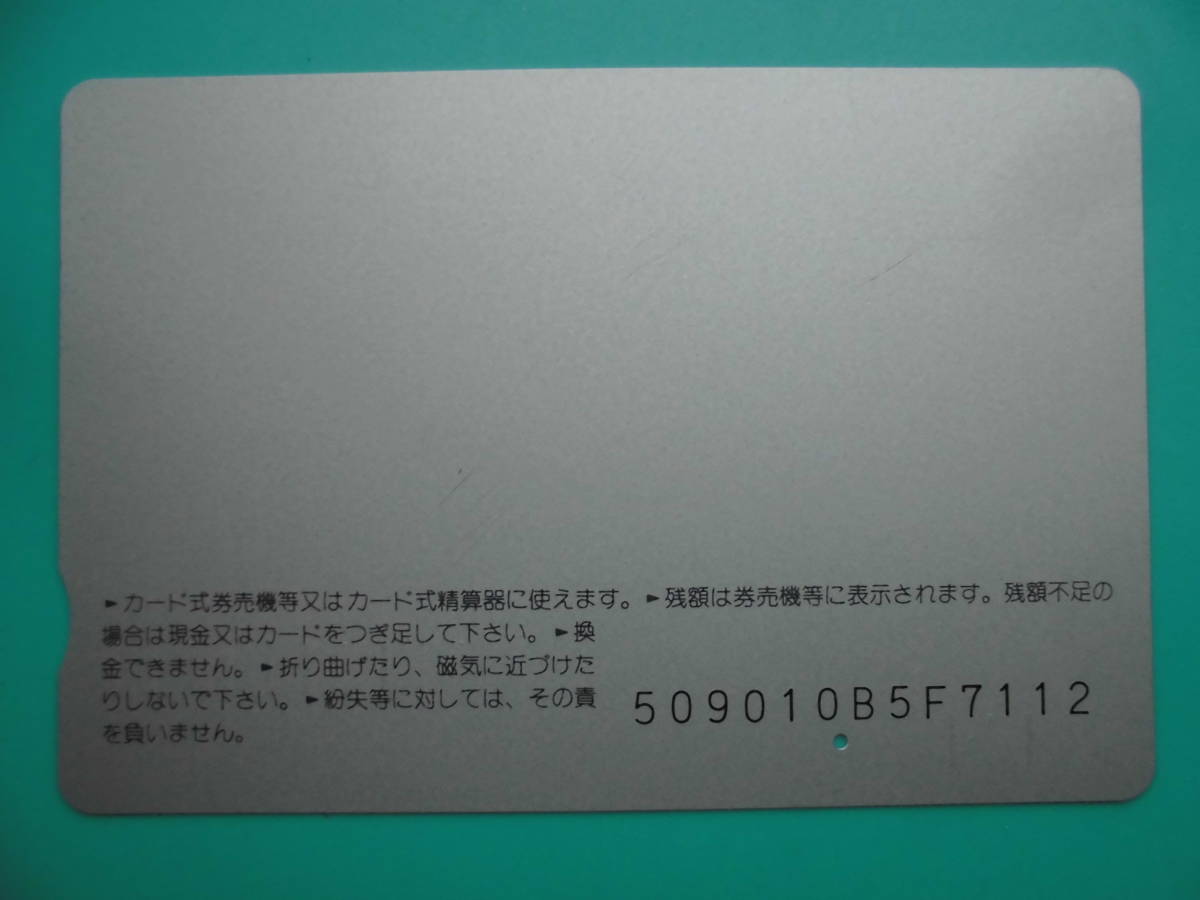 ►カード式券売機等又はカード式精算器に使えます。►残額は券売機等に表示されます。残額不足の
場合は現金又はカードをつぎ足して下さい。►換
金できません。►折り曲げたり、磁気に近づけた
りしないで下さい。►紛失等に対しては、その責
を負いません。
509010B5F7112